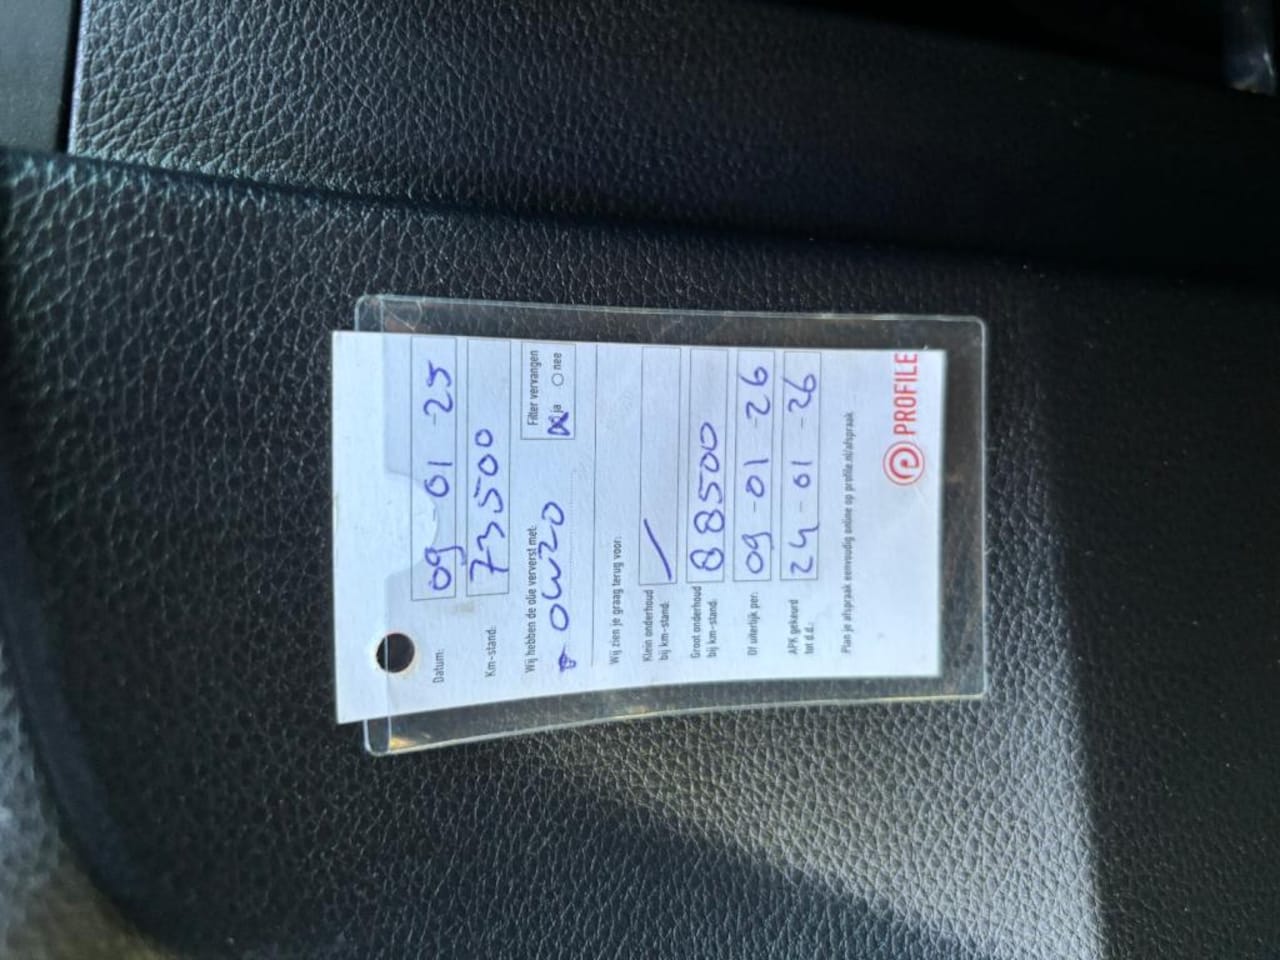 Datum: 09-01-25
Km-stand: 73500
Wij hebben de olie ververst met:
0W20
Filter vervangen
ja nee
Wij zien je graag terug voor:
Klein onderhoud
bij km-stand:
Groot onderhoud
bij km-stand: 88500
Of uiterlijk per: 09-01-26
APK gekeurd
tot d.d.: 24-01-26
Plan je afspraak eenvoudig online op profile.nl/afspraak
PROFILE